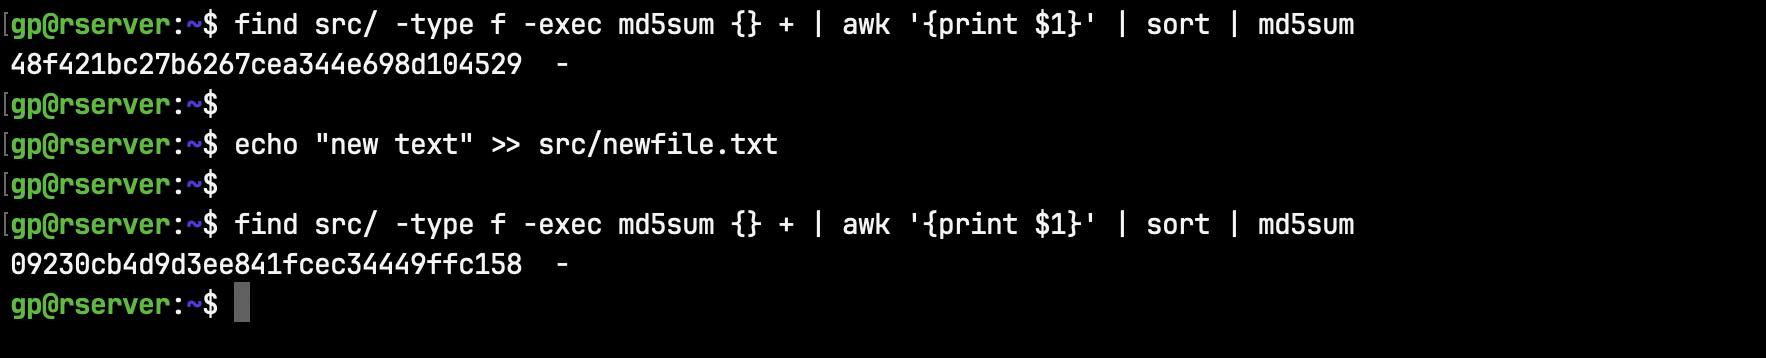 [gp@rserver:~$ find src/ -type f -exec md5sum {} + | awk '{print $1}' | sort | md5sum
48f421bc27b6267cea344e698d104529  -
[gp@rserver:~$
[gp@rserver:~$ echo "new text" >> src/newfile.txt
[gp@rserver:~$
[gp@rserver:~$ find src/ -type f -exec md5sum {} + | awk '{print $1}' | sort | md5sum
09230cb4d9d3ee841fcec34449ffc158  -
gp@rserver:~$